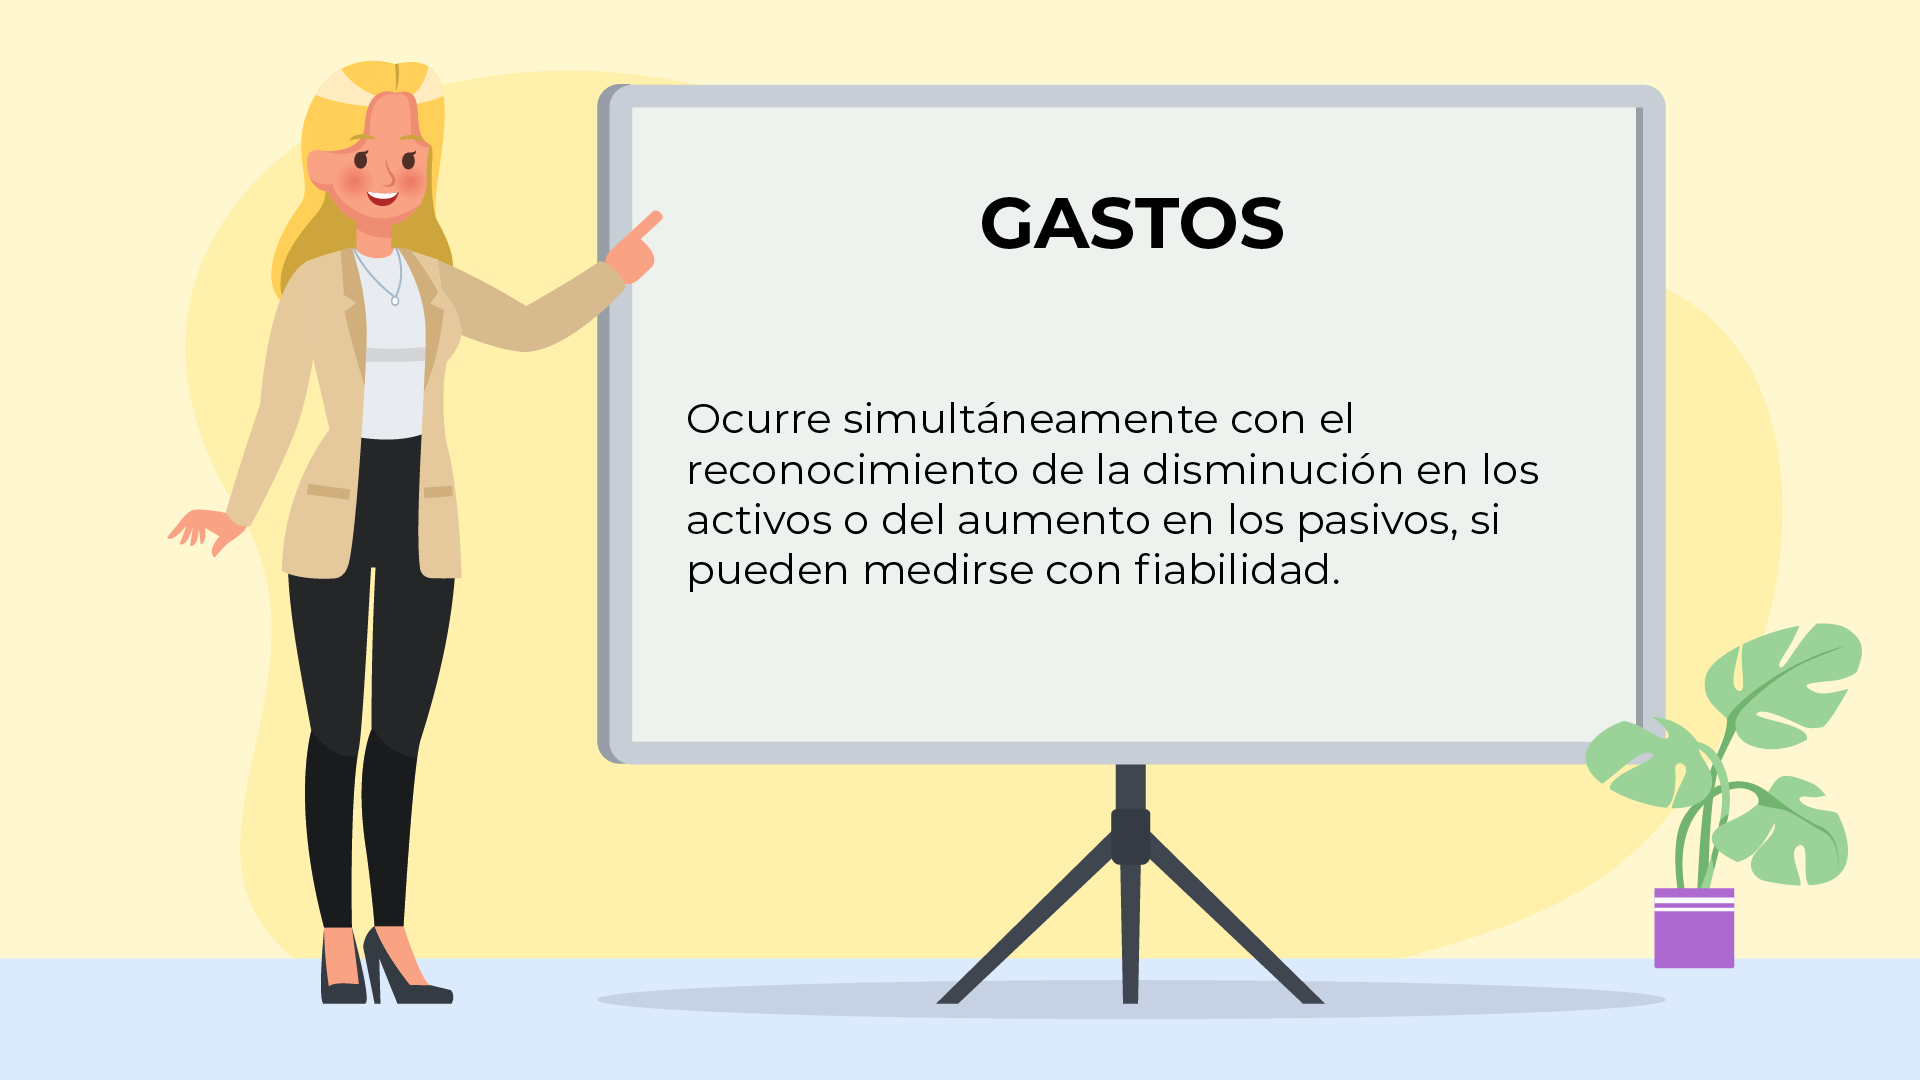 GASTOS
Ocurre simultáneamente con el
reconocimiento de la disminución en los
activos o del aumento en los pasivos, si
pueden medirse con fiabilidad.